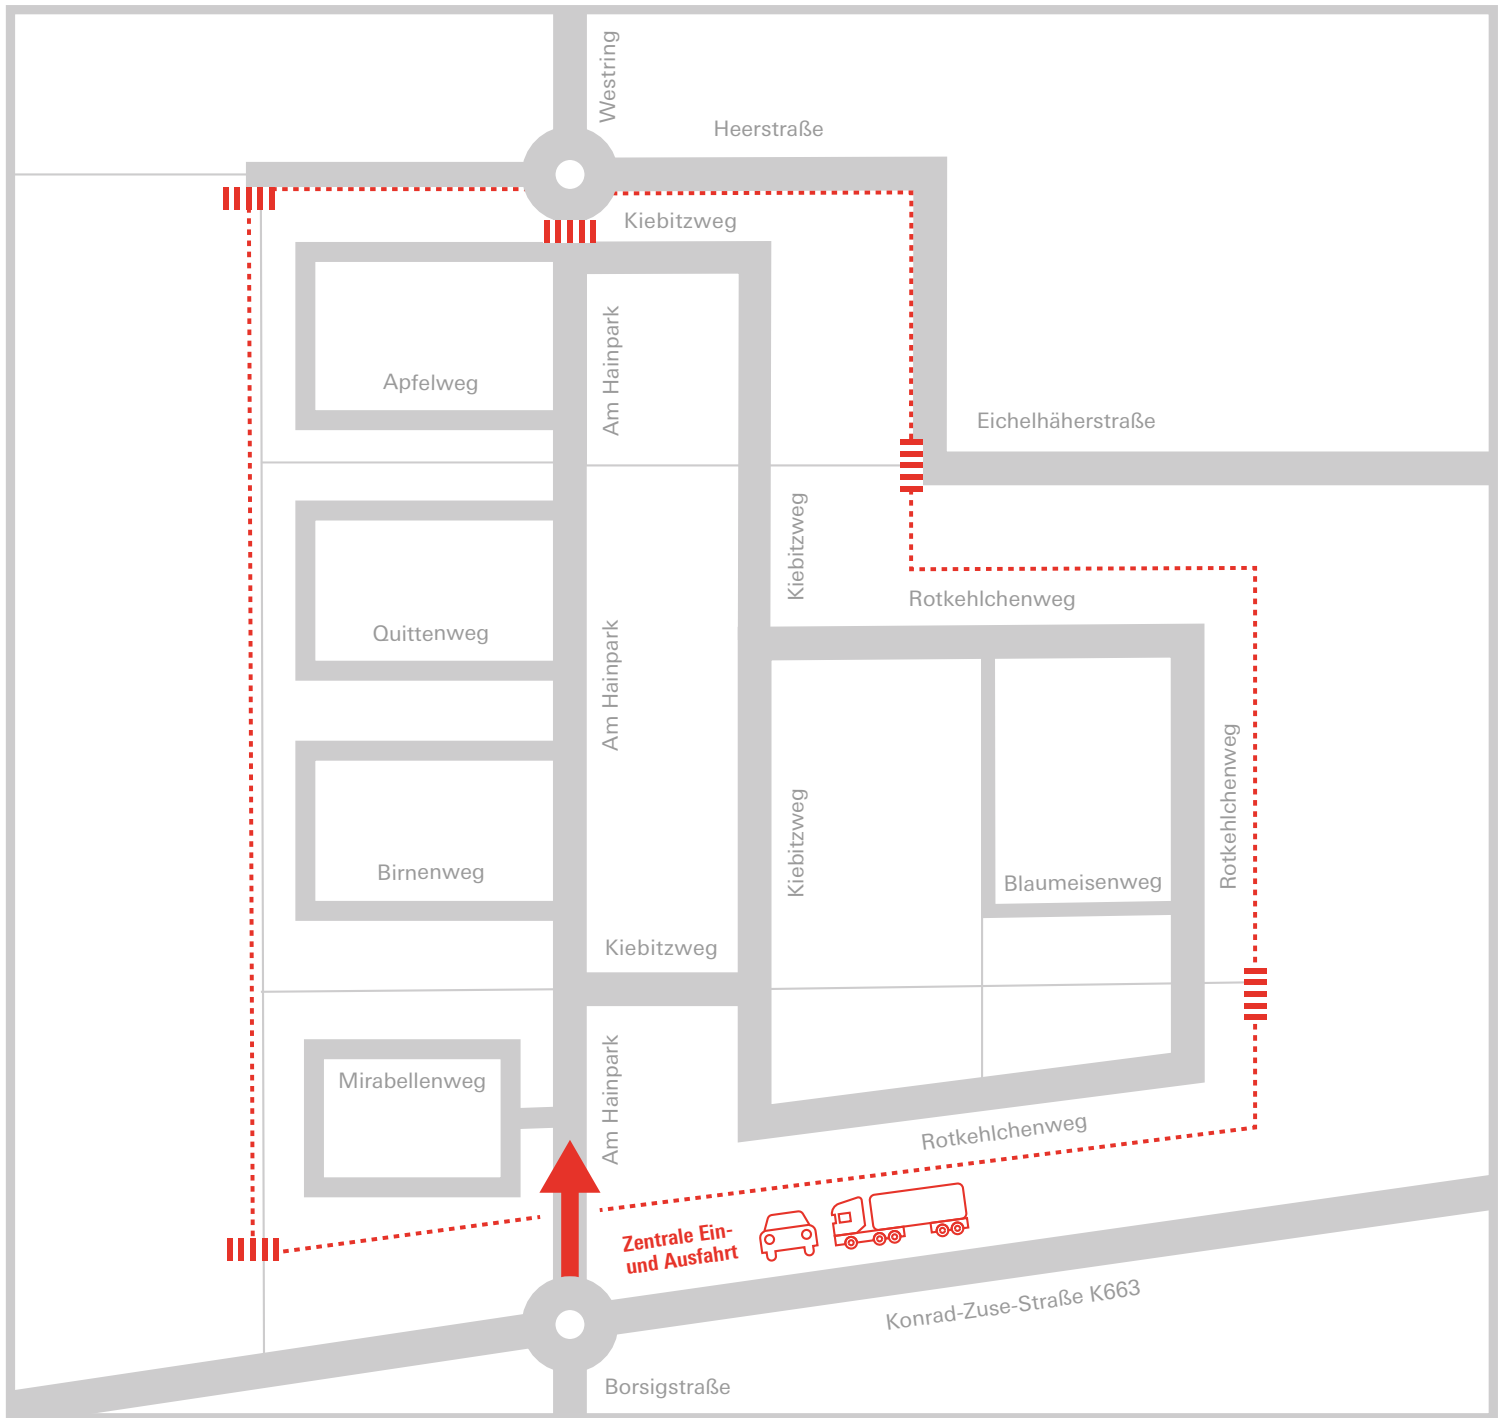 Westring
Heerstraße
Kiebitzweg
Am Hainpark
Apfelweg
Eichelhäherstraße
Kiebitzweg
Rotkehlchenweg
Quittenweg
Am Hainpark
Rotkehlchenweg
Kiebitzweg
Birnenweg
Blaumeisenweg
Kiebitzweg
Am Hainpark
Mirabellenweg
Rotkehlchenweg
Zentrale Ein-
und Ausfahrt
Konrad-Zuse-Straße K663
Borsigstraße